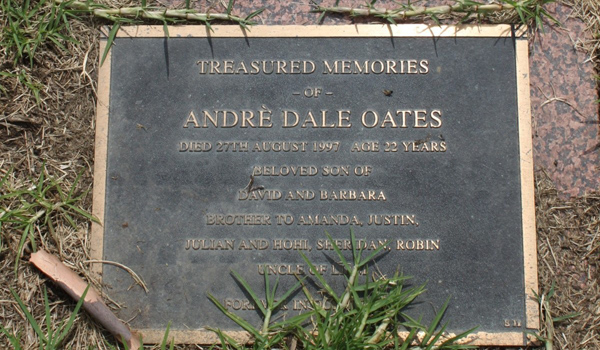 TREASURED MEMORIES
– OF –
ANDRÈ DALE OATES
DIED 27TH AUGUST 1997 AGE 22 YEARS
BELOVED SON OF
DAVID AND BARBARA
BROTHER TO AMANDA, JUSTIN,
JULIAN AND HOHI, SHERIDAN, ROBIN
UNCLE OF